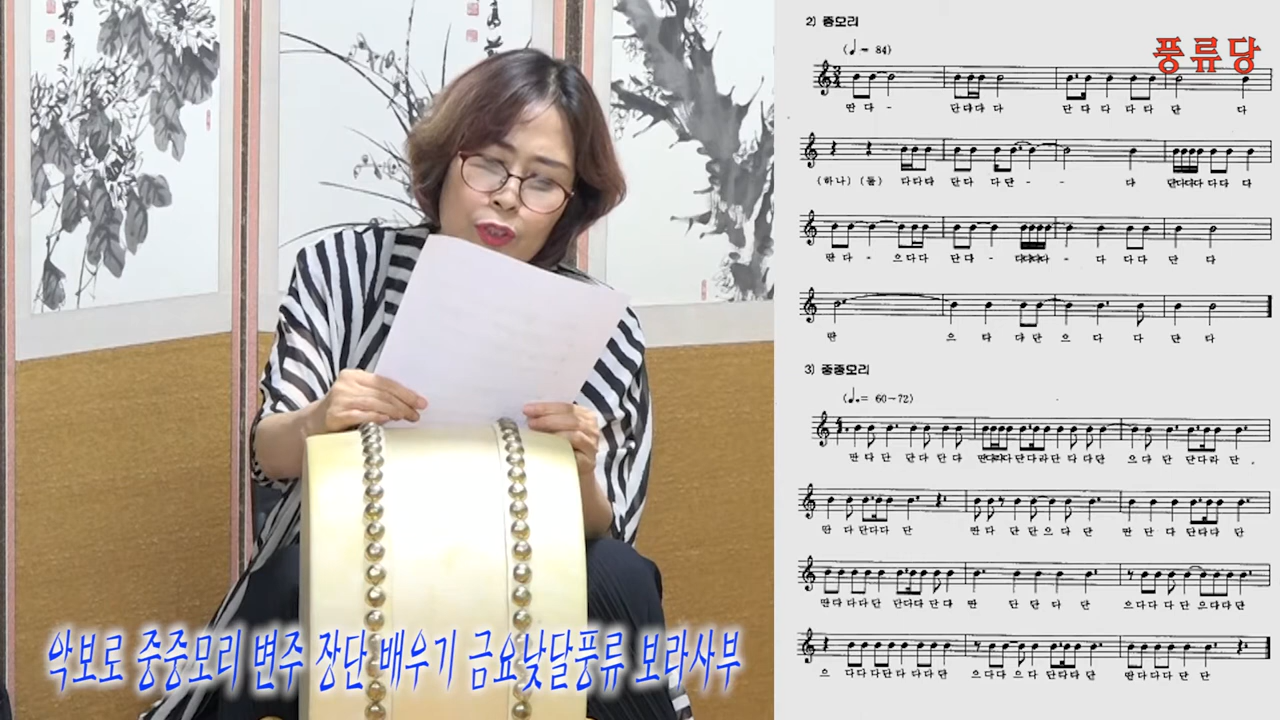 2) 중모리
(♩= 84)
풍류당
딴 다 - 단 다다 다 단 다 다 다 다 단 다
(하나) (둘) 다다다 단다 다단 - - 다 단다다다 다다 다
딴 다 - 으다다 단다 - 다다다다 - 다 다다 단 다
딴 으 다 다단 으 다 다 단 다
3) 중중모리
(♩.= 60~72)
딴 다 단 단다 단다
으다 단 단다라 단
딴 다 단다다 단 딴다 단단으다단 딴 단다 단다다 단
딴다 다다단 단다다 단다 딴 단 단다 단 으다다 다단 으다다단
으 다다다단다 다다단 으다다 으다 단다다단 딴다다다 단 단
악보로 중중모리 변주 장단 배우기 금요낮달풍류 보라사부